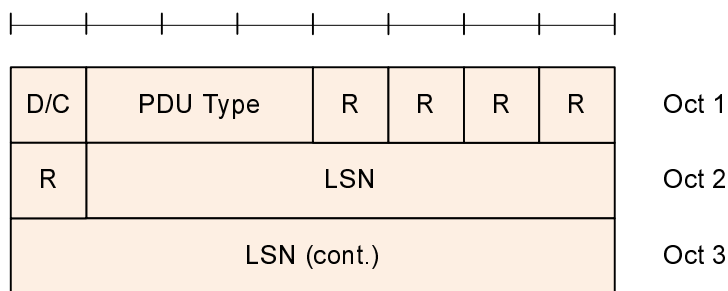 D/C PDU Type R R R R Oct 1
R LSN Oct 2
LSN (cont.) Oct 3